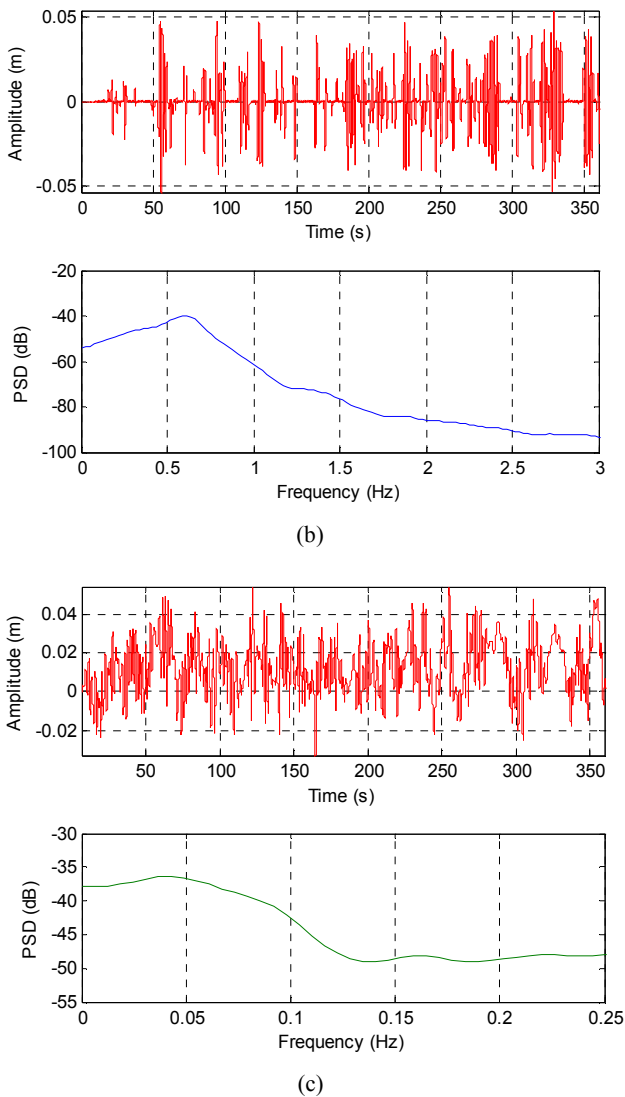 0.05
0
-0.05
Amplitude (m)
0 50 100 150 200 250 300 350
Time (s)
-20
-40
-60
-80
-100
PSD (dB)
0 0.5 1 1.5 2 2.5 3
Frequency (Hz)
(b)
0.04
0.02
0
-0.02
Amplitude (m)
50 100 150 200 250 300 350
Time (s)
-30
-35
-40
-45
-50
-55
PSD (dB)
0 0.05 0.1 0.15 0.2 0.25
Frequency (Hz)
(c)